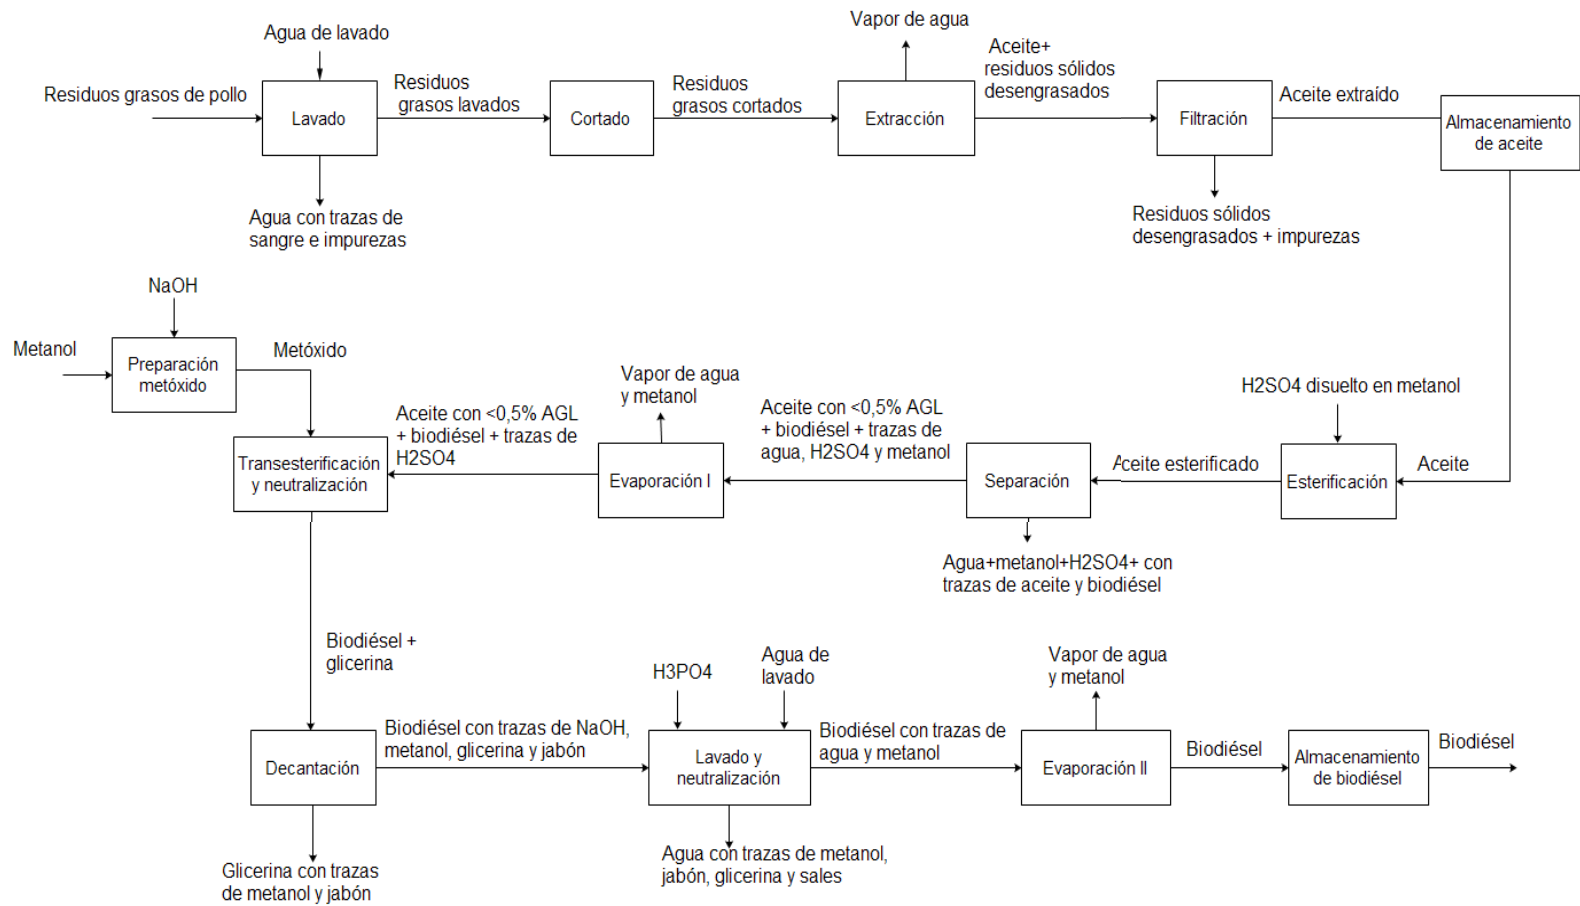 Agua de lavado
Vapor de agua
Aceite+
residuos sólidos
desengrasados
Residuos grasos de pollo
Residuos
grasos lavados
Residuos
grasos cortados
Aceite extraído
Lavado
Cortado
Extracción
Filtración
Almacenamiento
de aceite
Agua con trazas de
sangre e impurezas
Residuos sólidos
desengrasados + impurezas
NaOH
Metanol
Preparación
metóxido
Metóxido
Vapor de agua
y metanol
H2SO4 disuelto en metanol
Aceite con <0,5% AGL
+ biodiésel + trazas de
H2SO4
Aceite con <0,5% AGL
+ biodiésel + trazas de
agua, H2SO4 y metanol
Transesterificación
y neutralización
Evaporación I
Separación
Aceite esterificado
Esterificación
Aceite
Agua+metanol+H2SO4+ con
trazas de aceite y biodiésel
Biodiésel +
glicerina
H3PO4
Agua de
lavado
Vapor de agua
y metanol
Decantación
Biodiésel con trazas de NaOH,
metanol, glicerina y jabón
Lavado y
neutralización
Biodiésel con trazas de
agua y metanol
Evaporación II
Biodiésel
Almacenamiento
de biodiésel
Biodiésel
Glicerina con trazas
de metanol y jabón
Agua con trazas de metanol,
jabón, glicerina y sales